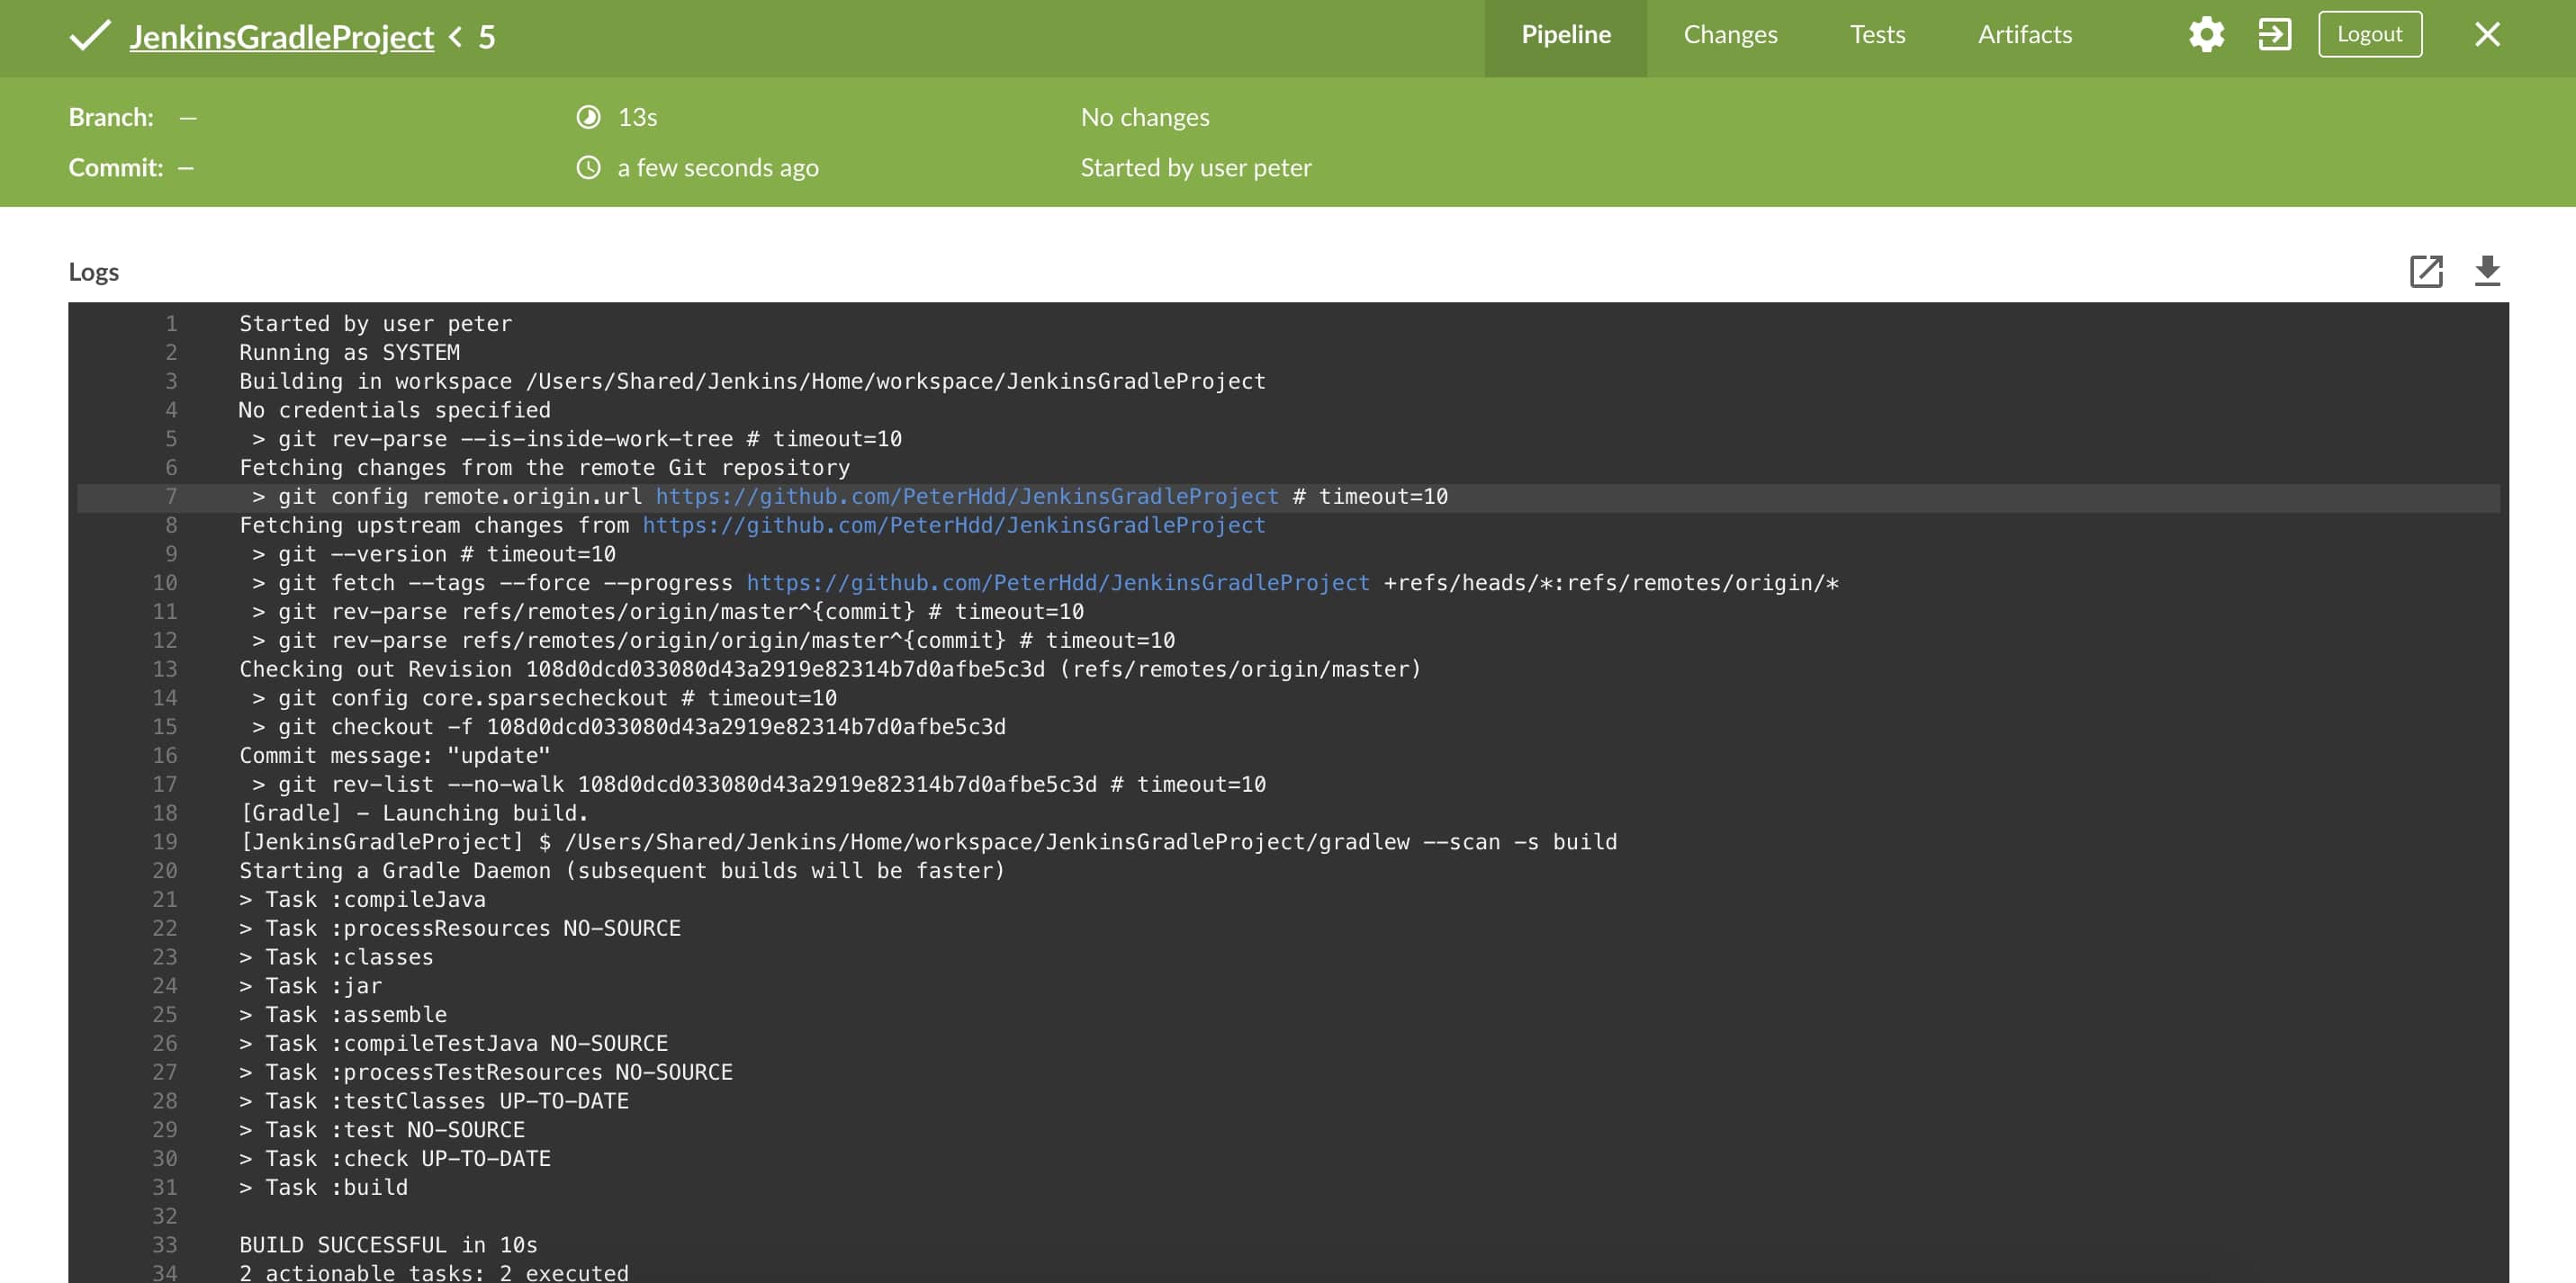 JenkinsGradleProject < 5
Pipeline
Changes
Tests
Artifacts
Logout
Branch: —
13s
No changes
Commit: —
a few seconds ago
Started by user peter
Logs
1 Started by user peter
2 Running as SYSTEM
3 Building in workspace /Users/Shared/Jenkins/Home/workspace/JenkinsGradleProject
4 No credentials specified
5 > git rev-parse --is-inside-work-tree # timeout=10
6 Fetching changes from the remote Git repository
7 > git config remote.origin.url https://github.com/PeterHdd/JenkinsGradleProject # timeout=10
8 Fetching upstream changes from https://github.com/PeterHdd/JenkinsGradleProject
9 > git --version # timeout=10
10 > git fetch --tags --force --progress https://github.com/PeterHdd/JenkinsGradleProject +refs/heads/*:refs/remotes/origin/*
11 > git rev-parse refs/remotes/origin/master^{commit} # timeout=10
12 > git rev-parse refs/remotes/origin/origin/master^{commit} # timeout=10
13 Checking out Revision 108d0dcd033080d43a2919e82314b7d0afbe5c3d (refs/remotes/origin/master)
14 > git config core.sparsecheckout # timeout=10
15 > git checkout -f 108d0dcd033080d43a2919e82314b7d0afbe5c3d
16 Commit message: "update"
17 > git rev-list --no-walk 108d0dcd033080d43a2919e82314b7d0afbe5c3d # timeout=10
18 [Gradle] - Launching build.
19 [JenkinsGradleProject] $ /Users/Shared/Jenkins/Home/workspace/JenkinsGradleProject/gradlew --scan -s build
20 Starting a Gradle Daemon (subsequent builds will be faster)
21 > Task :compileJava
22 > Task :processResources NO-SOURCE
23 > Task :classes
24 > Task :jar
25 > Task :assemble
26 > Task :compileTestJava NO-SOURCE
27 > Task :processTestResources NO-SOURCE
28 > Task :testClasses UP-TO-DATE
29 > Task :test NO-SOURCE
30 > Task :check UP-TO-DATE
31 > Task :build
32
33 BUILD SUCCESSFUL in 10s
34 2 actionable tasks: 2 executed